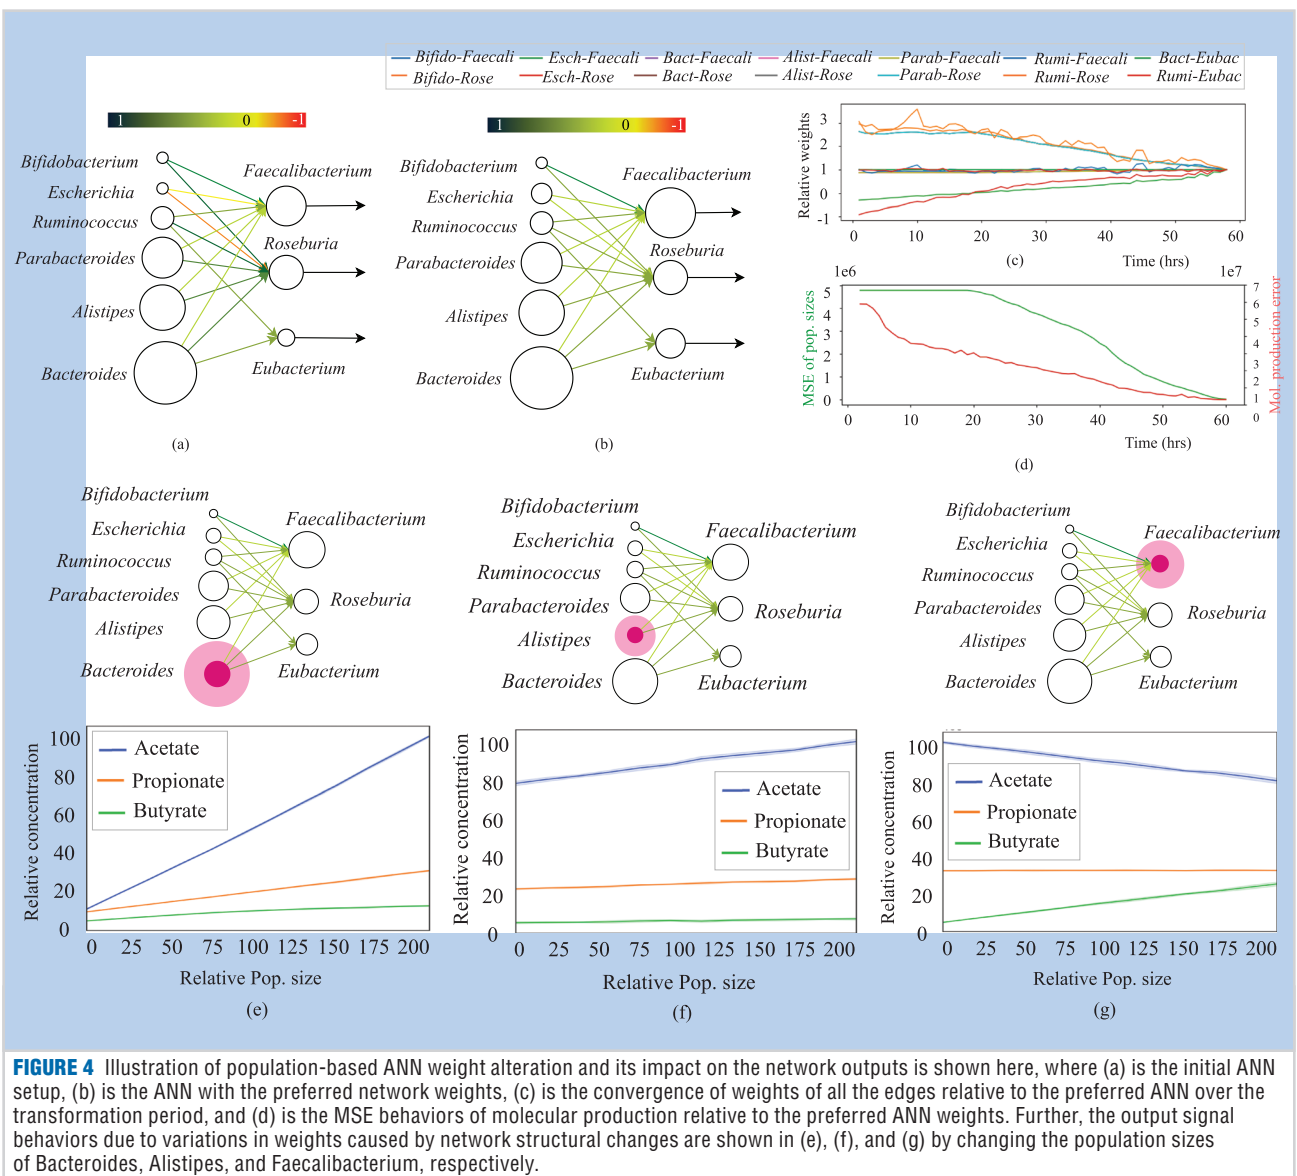 Bifido-Faecali Esch-Faecali Bact-Faecali Alist-Faecali Parab-Faecali Rumi-Faecali Bact-Eubac
Bifido-Rose Esch-Rose Bact-Rose Alist-Rose Parab-Rose Rumi-Rose Rumi-Eubac
1 0 -1
Bifidobacterium
Escherichia
Ruminococcus
Parabacteroides
Alistipes
Bacteroides
Faecalibacterium
Roseburia
Eubacterium
(a)
1 0 -1
Bifidobacterium
Escherichia
Ruminococcus
Parabacteroides
Alistipes
Bacteroides
Faecalibacterium
Roseburia
Eubacterium
(b)
Relative weights
3
2
1
0
-1
0 10 20 30 40 50 60
(c) Time (hrs)
1e6 1e7
MSE of pop. sizes
5
4
3
2
1
0
7
6
5
4
3
2
1
0
Mol. production error
0 10 20 30 40 50 60
Time (hrs)
(d)
Bifidobacterium
Escherichia
Ruminococcus
Parabacteroides
Alistipes
Bacteroides
Faecalibacterium
Roseburia
Eubacterium
Bifidobacterium
Escherichia
Ruminococcus
Parabacteroides
Alistipes
Bacteroides
Faecalibacterium
Roseburia
Eubacterium
Bifidobacterium
Escherichia
Ruminococcus
Parabacteroides
Alistipes
Bacteroides
Faecalibacterium
Roseburia
Eubacterium
Relative concentration
100
80
60
40
20
0
Acetate
Propionate
Butyrate
0 25 50 75 100 125 150 175 200
Relative Pop. size
(e)
Relative concentration
100
80
60
40
20
0
Acetate
Propionate
Butyrate
0 25 50 75 100 125 150 175 200
Relative Pop. size
(f)
Relative concentration
100
80
60
40
20
0
Acetate
Propionate
Butyrate
0 25 50 75 100 125 150 175 200
Relative Pop. size
(g)
FIGURE 4 Illustration of population-based ANN weight alteration and its impact on the network outputs is shown here, where (a) is the initial ANN
setup, (b) is the ANN with the preferred network weights, (c) is the convergence of weights of all the edges relative to the preferred ANN over the
transformation period, and (d) is the MSE behaviors of molecular production relative to the preferred ANN weights. Further, the output signal
behaviors due to variations in weights caused by network structural changes are shown in (e), (f), and (g) by changing the population sizes
of Bacteroides, Alistipes, and Faecalibacterium, respectively.